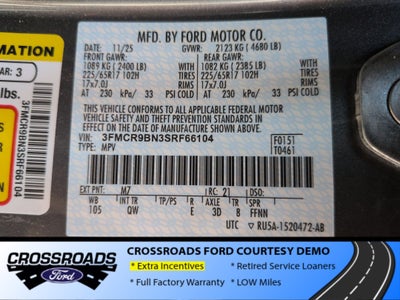 MFD. BY FORD MOTOR CO.
DATE: 11/25 GVWR: 2123 KG ( 4680 LB)
FRONT GAWR: REAR GAWR:
1089 KG ( 2400 LB) 1082 KG ( 2385 LB)
225/65R17 102H TIRES 225/65R17 102H
17x7.0J RIMS 17x7.0J
AT 230 kPa/ 33 PSI COLD AT 230 kPa/ 33 PSI COLD
THIS VEHICLE CONFORMS TO ALL APPLICABLE FEDERAL MOTOR
VEHICLE SAFETY AND THEFT PREVENTION STANDARDS IN
EFFECT ON THE DATE OF MANUFACTURE SHOWN ABOVE.
VIN: 3FMCR9BN3SRF66104
TYPE: MPV
F0151
T0461
EXT PNT: M7 RC: 21 DSO:
WB INT TR TP/PS R AXLE TR SPR
105 QW E 3D 8 FFNN
UTC RU5A-1520472-AB
RMATION
AR: 3
lbs.
3FMCR9BN3SRF66104
CROSSROADS
Ford
CROSSROADS FORD COURTESY DEMO
* Extra Incentives * Retired Service Loaners
* Remaining Factory Warranty * LOW Miles